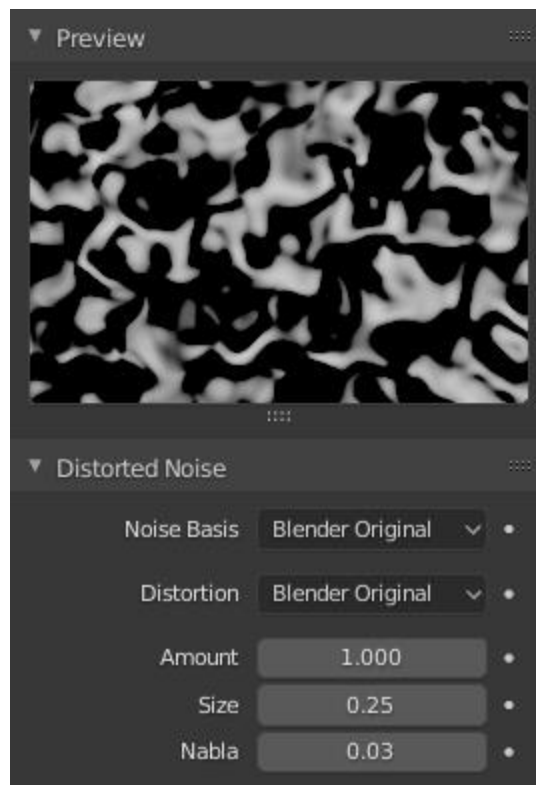 Preview
Distorted Noise
Noise Basis Blender Original
Distortion Blender Original
Amount 1.000
Size 0.25
Nabla 0.03